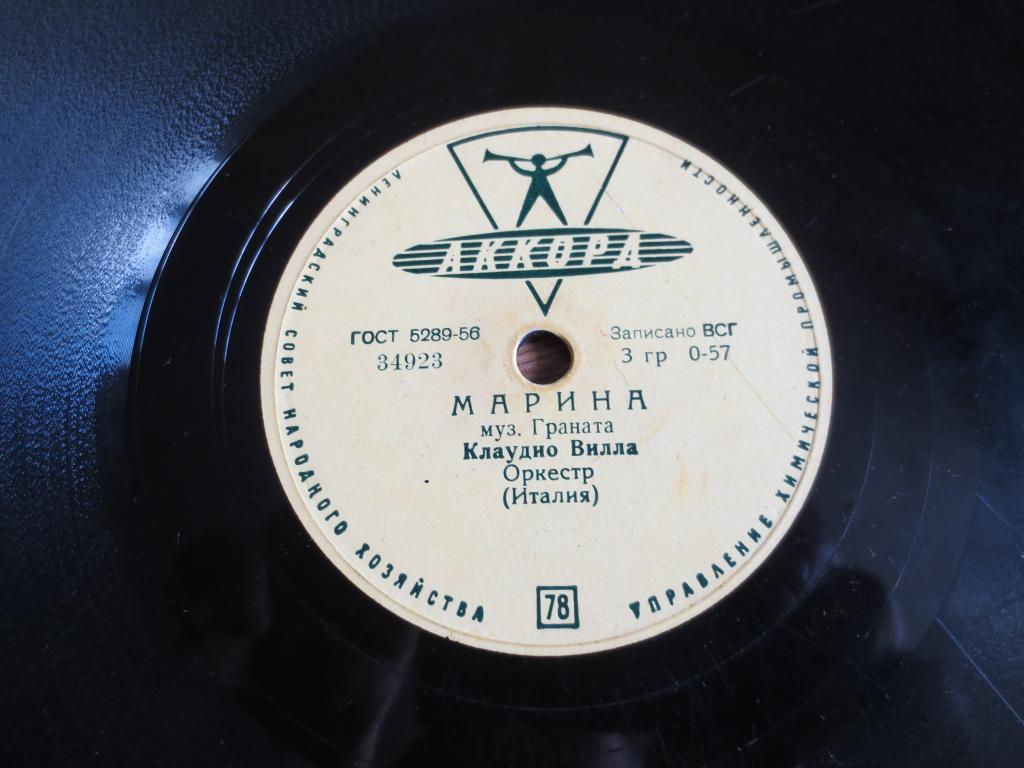 АККОРД
ЛЕНИНГРАДСКИЙ СОВЕТ НАРОДНОГО ХОЗЯЙСТВА
УПРАВЛЕНИЕ ХИМИЧЕСКОЙ ПРОМЫШЛЕННОСТИ
ГОСТ 5289-56
34923
Записано ВСГ
3 гр 0-57
МАРИНА
муз. Граната
Клаудио Вилла
Оркестр
(Италия)
78